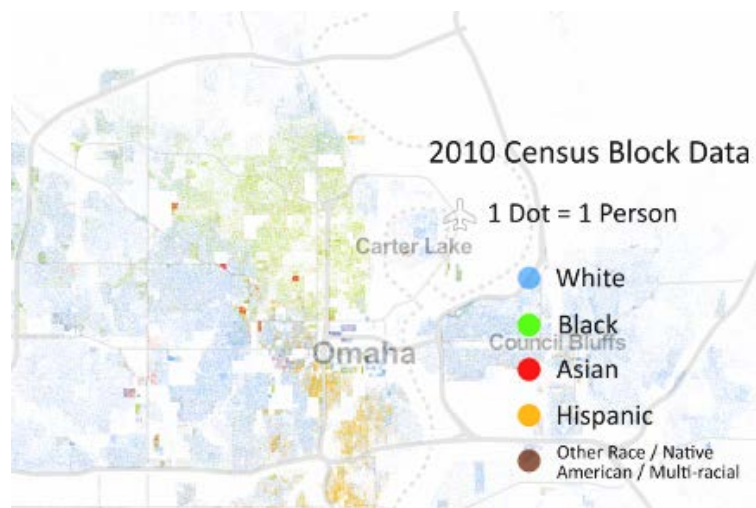 2010 Census Block Data
1 Dot = 1 Person
Carter Lake
White
Black
Omaha
Council Bluffs
Asian
Hispanic
Other Race / Native
American / Multi-racial